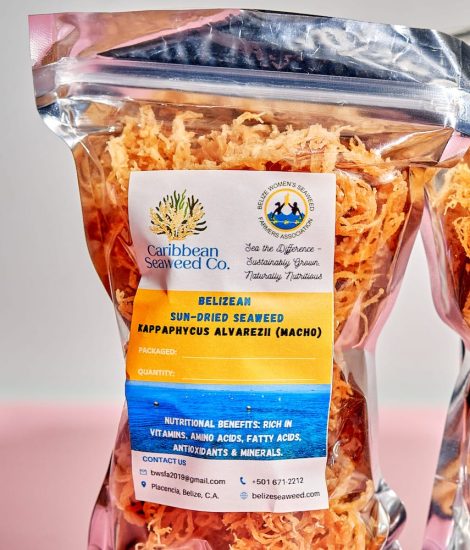 Caribbean
Seaweed Co.
BELIZE WOMEN'S SEAWEED
FARMERS ASSOCIATION
Sea the Difference -
Sustainably Grown,
Naturally Nutritious
BELIZEAN
SUN-DRIED SEAWEED
KAPPAPHYCUS ALVAREZII (MACHO)
PACKAGED:
QUANTITY:
NUTRITIONAL BENEFITS: RICH IN
VITAMINS, AMINO ACIDS, FATTY ACIDS,
ANTIOXIDANTS & MINERALS.
CONTACT US
bwsfa2019@gmail.com
+501 671-2212
Placencia, Belize, C.A.
belizeseaweed.com